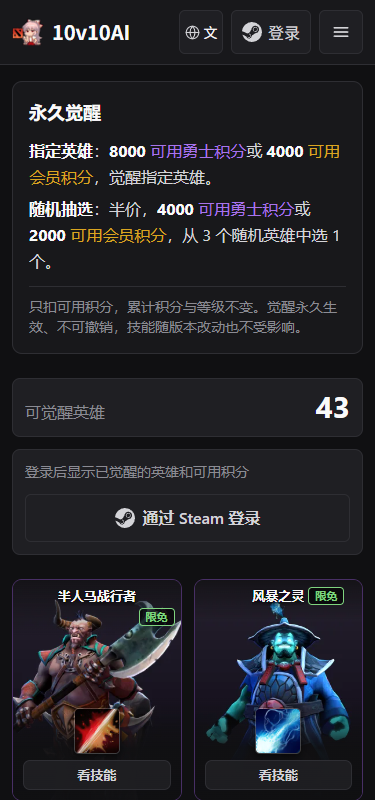 10v10AI
文
登录
永久觉醒
指定英雄：8000 可用勇士积分或 4000 可用
会员积分，觉醒指定英雄。
随机抽选：半价，4000 可用勇士积分或
2000 可用会员积分，从 3 个随机英雄中选 1
个。
只扣可用积分，累计积分与等级不变。觉醒永久生
效、不可撤销，技能随版本改动也不受影响。
可觉醒英雄
43
登录后显示已觉醒的英雄和可用积分
通过 Steam 登录
半人马战行者
限免
看技能
风暴之灵
限免
看技能